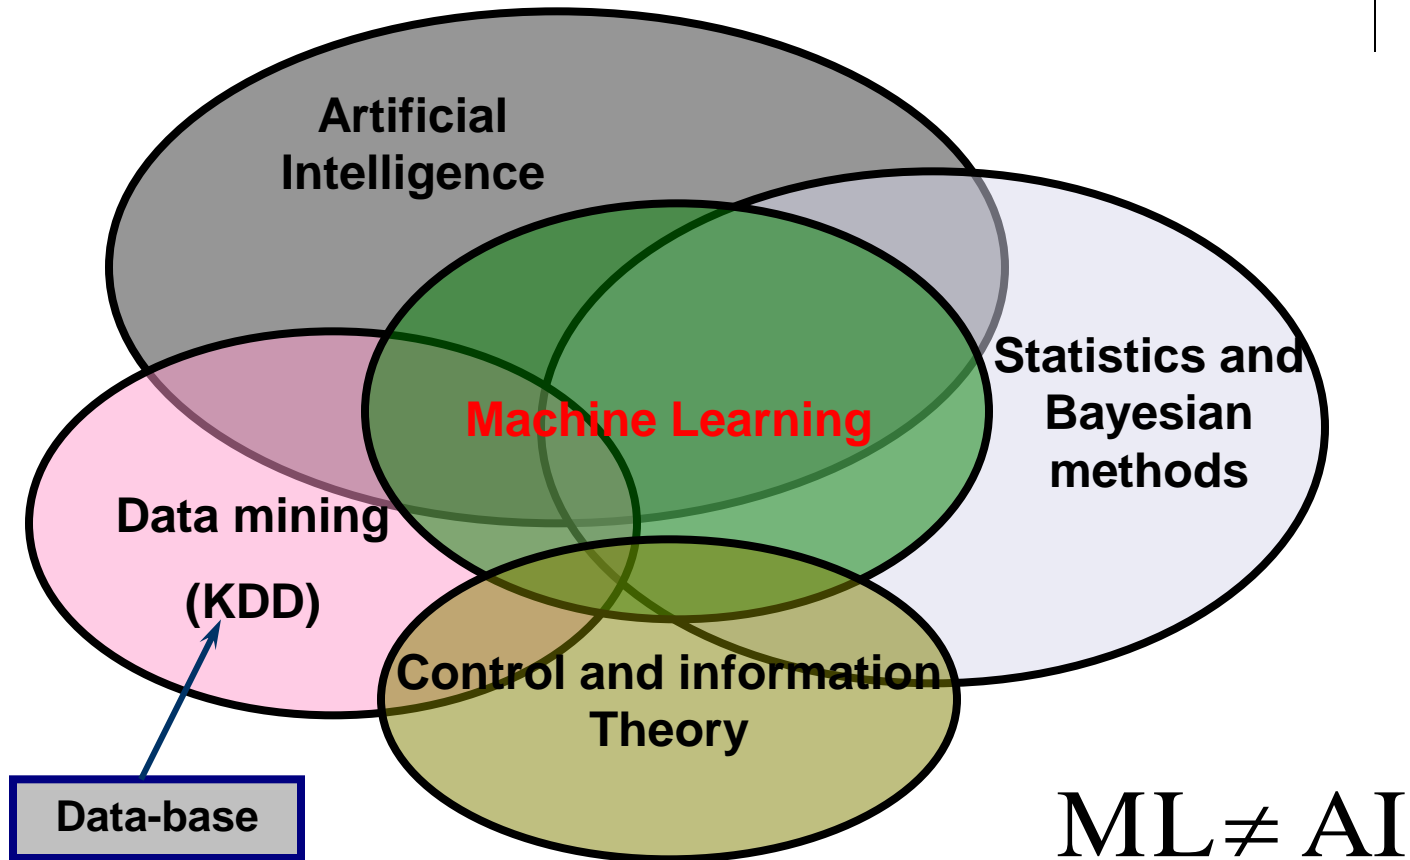 Artificial
Intelligence
Statistics and
Bayesian
methods
Machine Learning
Data mining
(KDD)
Control and information
Theory
Data-base
ML ≠ AI